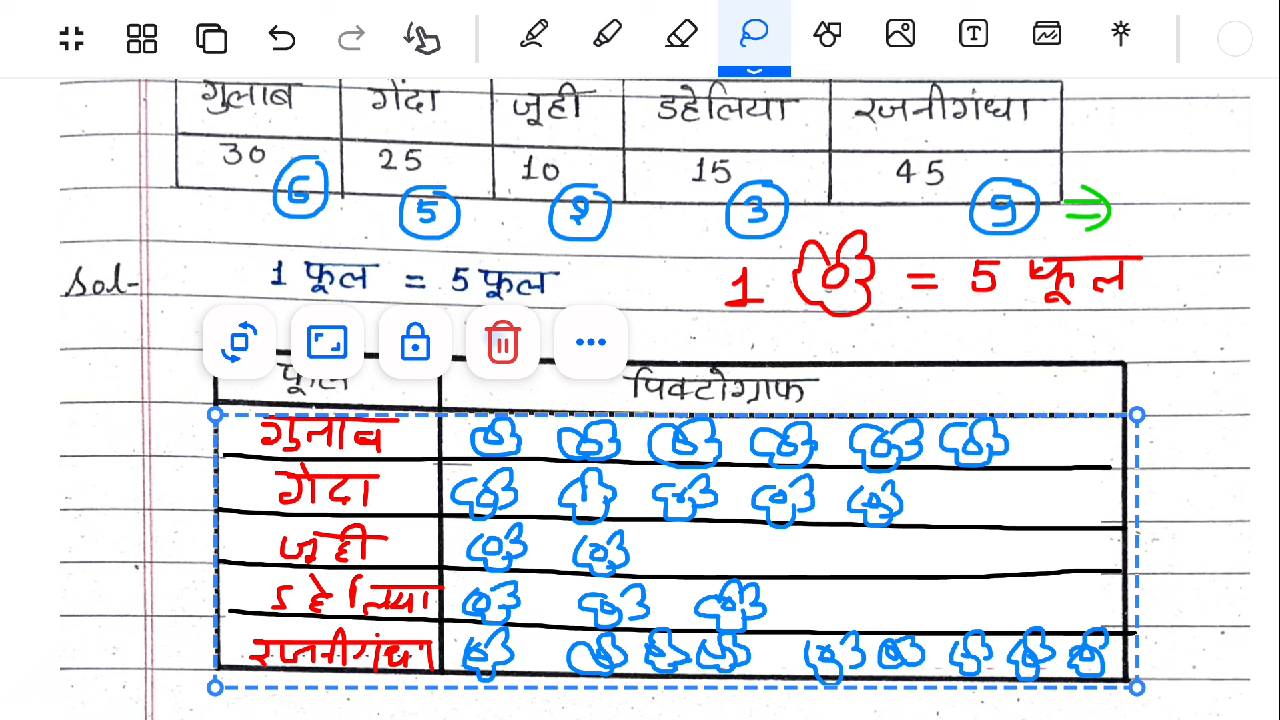 गुलाब गेंदा जूही डहेलिया रजनीगंधा
30 25 10 15 45
6 5 2 3 9 ⇒
Sol- 1 फूल = 5 फूल 1 = 5 फूल
फूल पिक्टोग्राफ
गुलाब
गेंदा
जूही
डहेलिया
रजनीगंधा